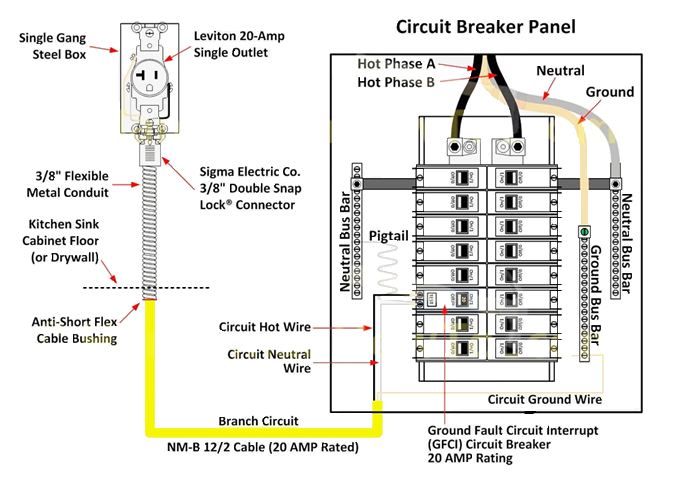 Circuit Breaker Panel
Single Gang
Steel Box
Leviton 20-Amp
Single Outlet
Hot Phase A
Hot Phase B
Neutral
Ground
3/8" Flexible
Metal Conduit
Sigma Electric Co.
3/8" Double Snap
Lock® Connector
Kitchen Sink
Cabinet Floor
(or Drywall)
Pigtail
Neutral Bus Bar
Neutral Bus Bar
Ground Bus Bar
Anti-Short Flex
Cable Bushing
Circuit Hot Wire
Circuit Neutral
Wire
Circuit Ground Wire
Branch Circuit
NM-B 12/2 Cable (20 AMP Rated)
Ground Fault Circuit Interrupt
(GFCI) Circuit Breaker
20 AMP Rating